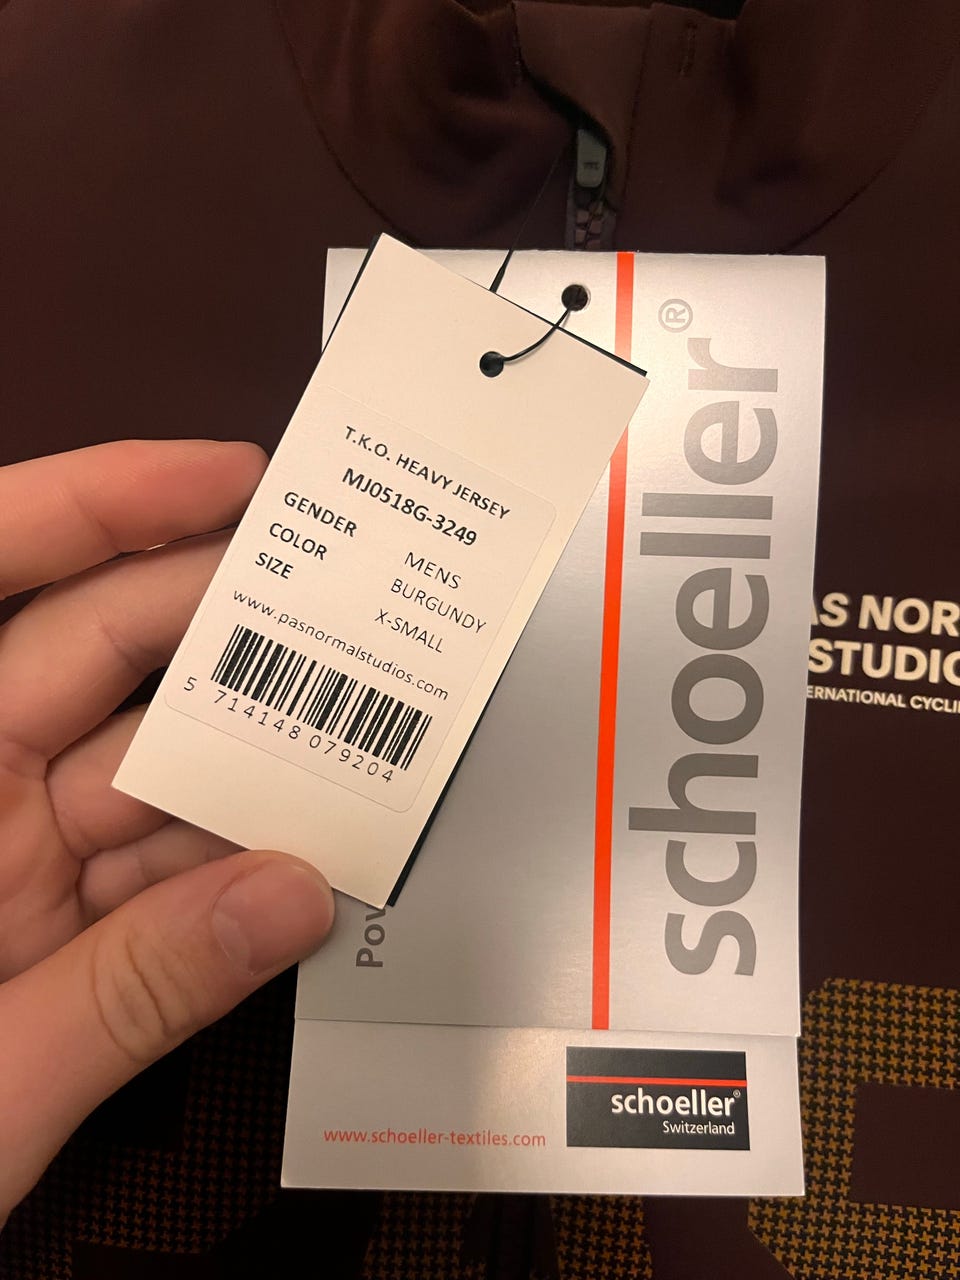 T.K.O. HEAVY JERSEY
MJ0518G-3249
GENDER MENS
COLOR BURGUNDY
SIZE X-SMALL
www.pasnormalstudios.com
5 714148 079204
schoeller®
schoeller®
Switzerland
www.schoeller-textiles.com